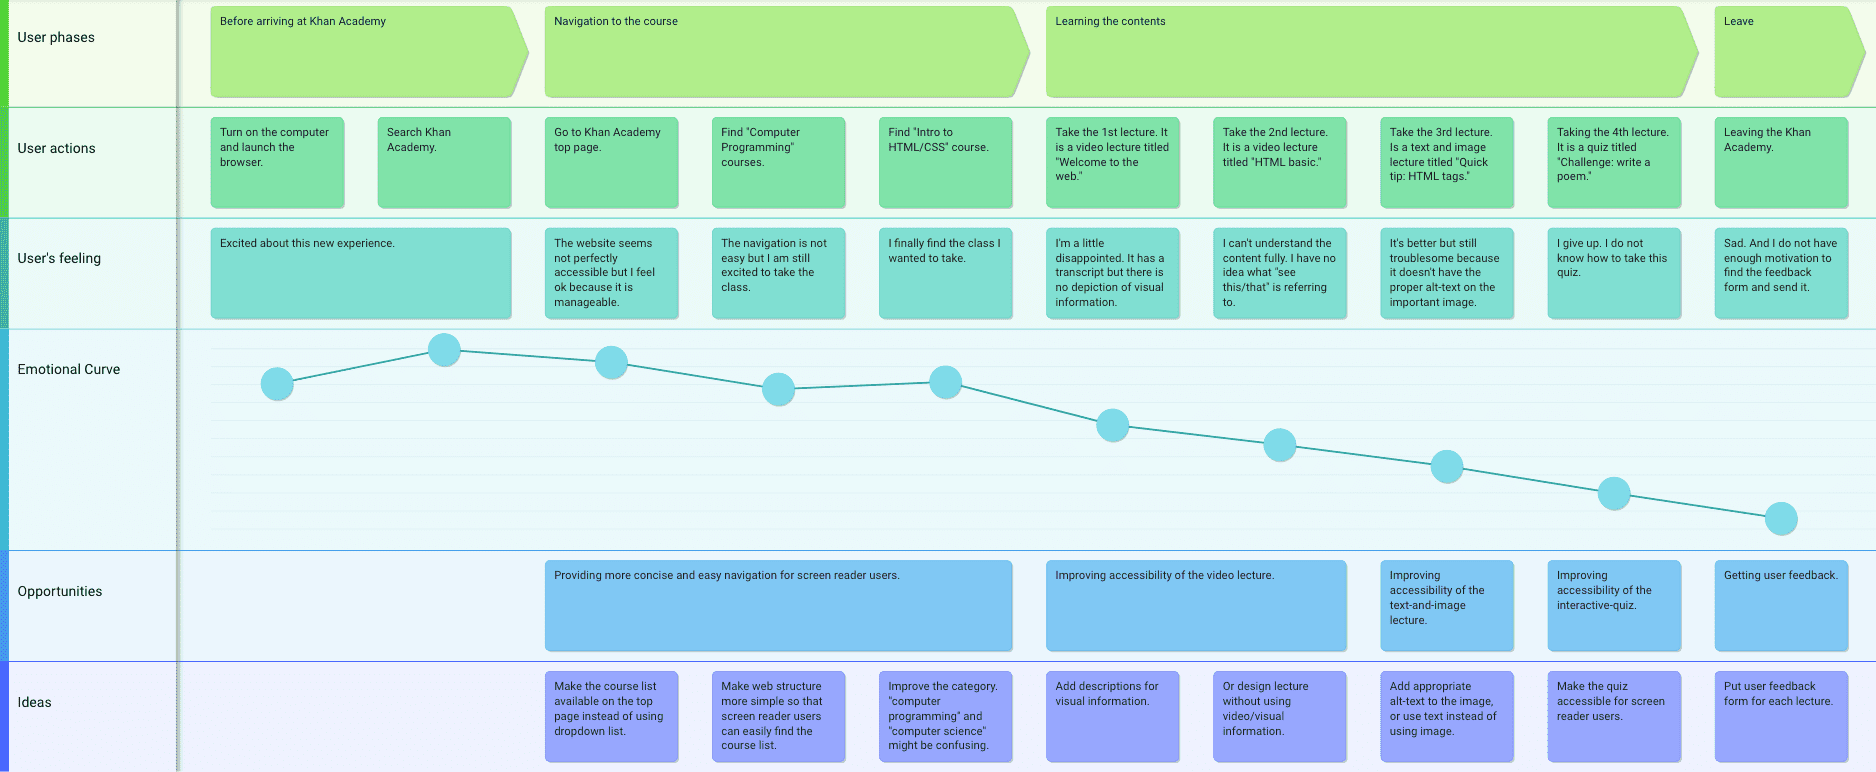 User phases
Before arriving at Khan Academy
Navigation to the course
Learning the contents
Leave
User actions
Turn on the computer
and launch the
browser.
Search Khan
Academy.
Go to Khan Academy
top page.
Find "Computer
Programming"
courses.
Find "Intro to
HTML/CSS" course.
Take the 1st lecture. It
is a video lecture titled
"Welcome to the
web."
Take the 2nd lecture.
It is a video lecture
titled "HTML basic."
Take the 3rd lecture.
Is a text and image
lecture titled "Quick
tip: HTML tags."
Taking the 4th lecture.
It is a quiz titled
"Challenge: write a
poem."
Leaving the Khan
Academy.
User's feeling
Excited about this new experience.
The website seems
not perfectly
accessible but I feel
ok because it is
manageable.
The navigation is not
easy but I am still
excited to take the
class.
I finally find the class I
wanted to take.
I'm a little
disappointed. It has a
transcript but there is
no depiction of visual
information.
I can't understand the
content fully. I have no
idea what "see
this/that" is referring
to.
It's better but still
troublesome because
it doesn't have the
proper alt-text on the
important image.
I give up. I do not
know how to take this
quiz.
Sad. And I do not have
enough motivation to
find the feedback
form and send it.
Emotional Curve
Opportunities
Providing more concise and easy navigation for screen reader users.
Improving accessibility of the video lecture.
Improving
accessibility of the
text-and-image
lecture.
Improving
accessibility of the
interactive-quiz.
Getting user feedback.
Ideas
Make the course list
available on the top
page instead of using
dropdown list.
Make web structure
more simple so that
screen reader users
can easily find the
course list.
Improve the category.
"computer
programming" and
"computer science"
might be confusing.
Add descriptions for
visual information.
Or design lecture
without using
video/visual
information.
Add appropriate
alt-text to the image,
or use text instead of
using image.
Make the quiz
accessible for screen
reader users.
Put user feedback
form for each lecture.